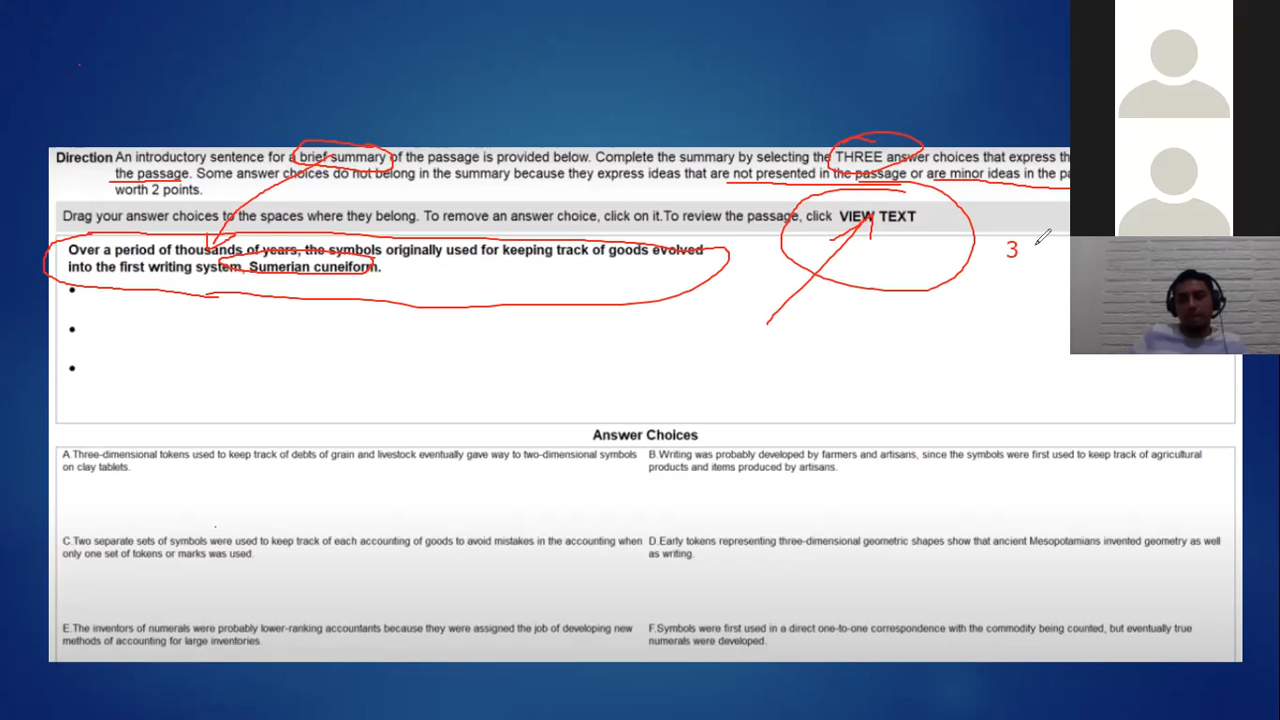 Direction An introductory sentence for a brief summary of the passage is provided below. Complete the summary by selecting the THREE answer choices that express
the passage. Some answer choices do not belong in the summary because they express ideas that are not presented in the passage or are minor ideas in the
worth 2 points.
Drag your answer choices to the spaces where they belong. To remove an answer choice, click on it.To review the passage, click VIEW TEXT
Over a period of thousands of years, the symbols originally used for keeping track of goods evolved
into the first writing system, Sumerian cuneiform.
3
•
•
•
Answer Choices
A.Three-dimensional tokens used to keep track of debts of grain and livestock eventually gave way to two-dimensional symbols
on clay tablets.
B.Writing was probably developed by farmers and artisans, since the symbols were first used to keep track of agricultural
products and items produced by artisans.
C.Two separate sets of symbols were used to keep track of each accounting of goods to avoid mistakes in the accounting when
only one set of tokens or marks was used.
D.Early tokens representing three-dimensional geometric shapes show that ancient Mesopotamians invented geometry as well
as writing.
E.The inventors of numerals were probably lower-ranking accountants because they were assigned the job of developing new
methods of accounting for large inventories.
F.Symbols were first used in a direct one-to-one correspondence with the commodity being counted, but eventually true
numerals were developed.